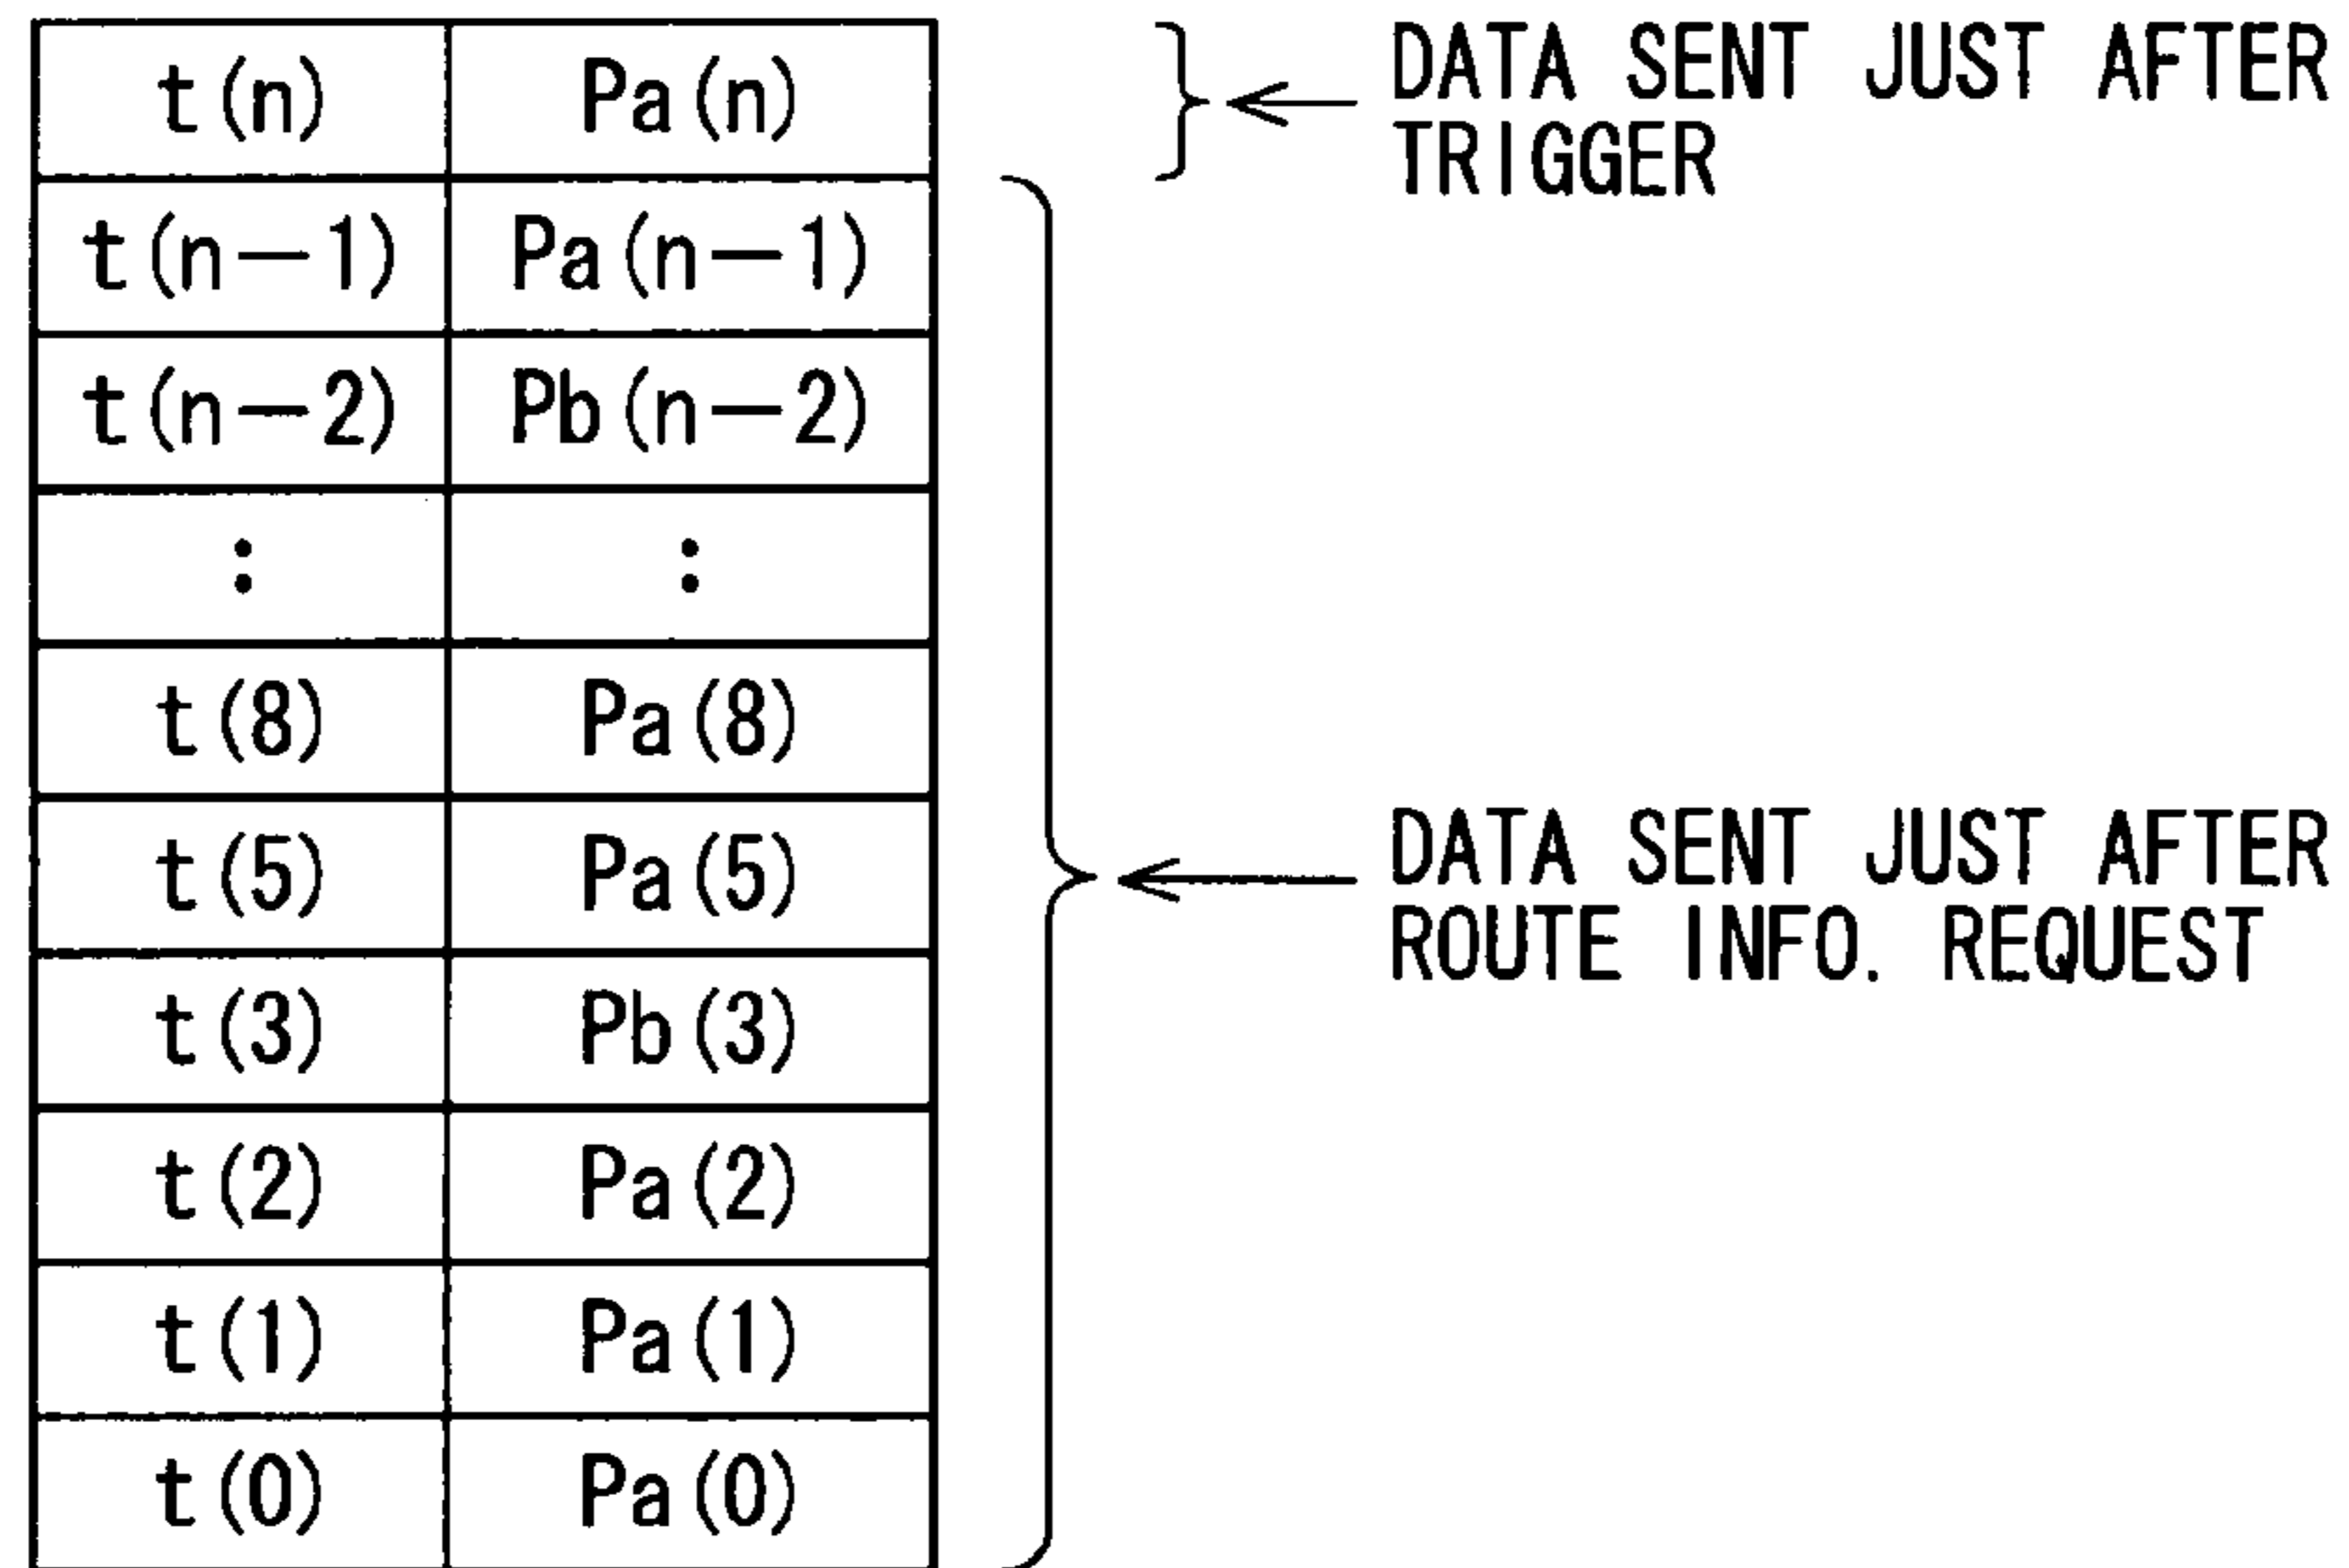 t(n) Pa(n)
DATA SENT JUST AFTER
TRIGGER
t(n−1) Pa(n−1)
t(n−2) Pb(n−2)
: :
t(8) Pa(8)
t(5) Pa(5)
DATA SENT JUST AFTER
ROUTE INFO. REQUEST
t(3) Pb(3)
t(2) Pa(2)
t(1) Pa(1)
t(0) Pa(0)